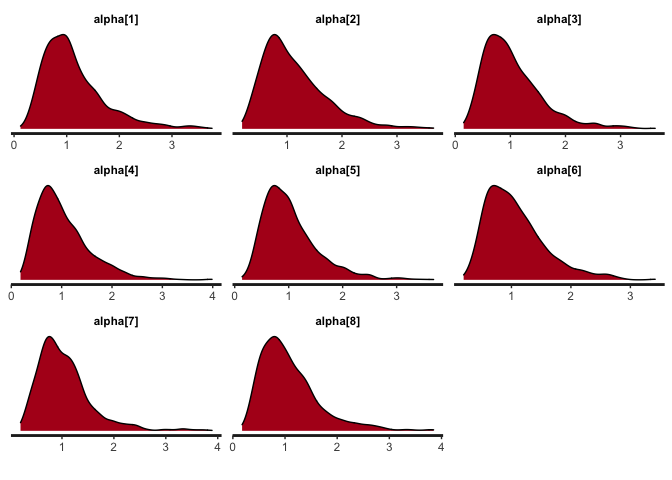 alpha[1] alpha[2] alpha[3]
0 1 2 3 1 2 3 0 1 2 3
alpha[4] alpha[5] alpha[6]
0 1 2 3 4 0 1 2 3 1 2 3
alpha[7] alpha[8]
1 2 3 4 0 1 2 3 4